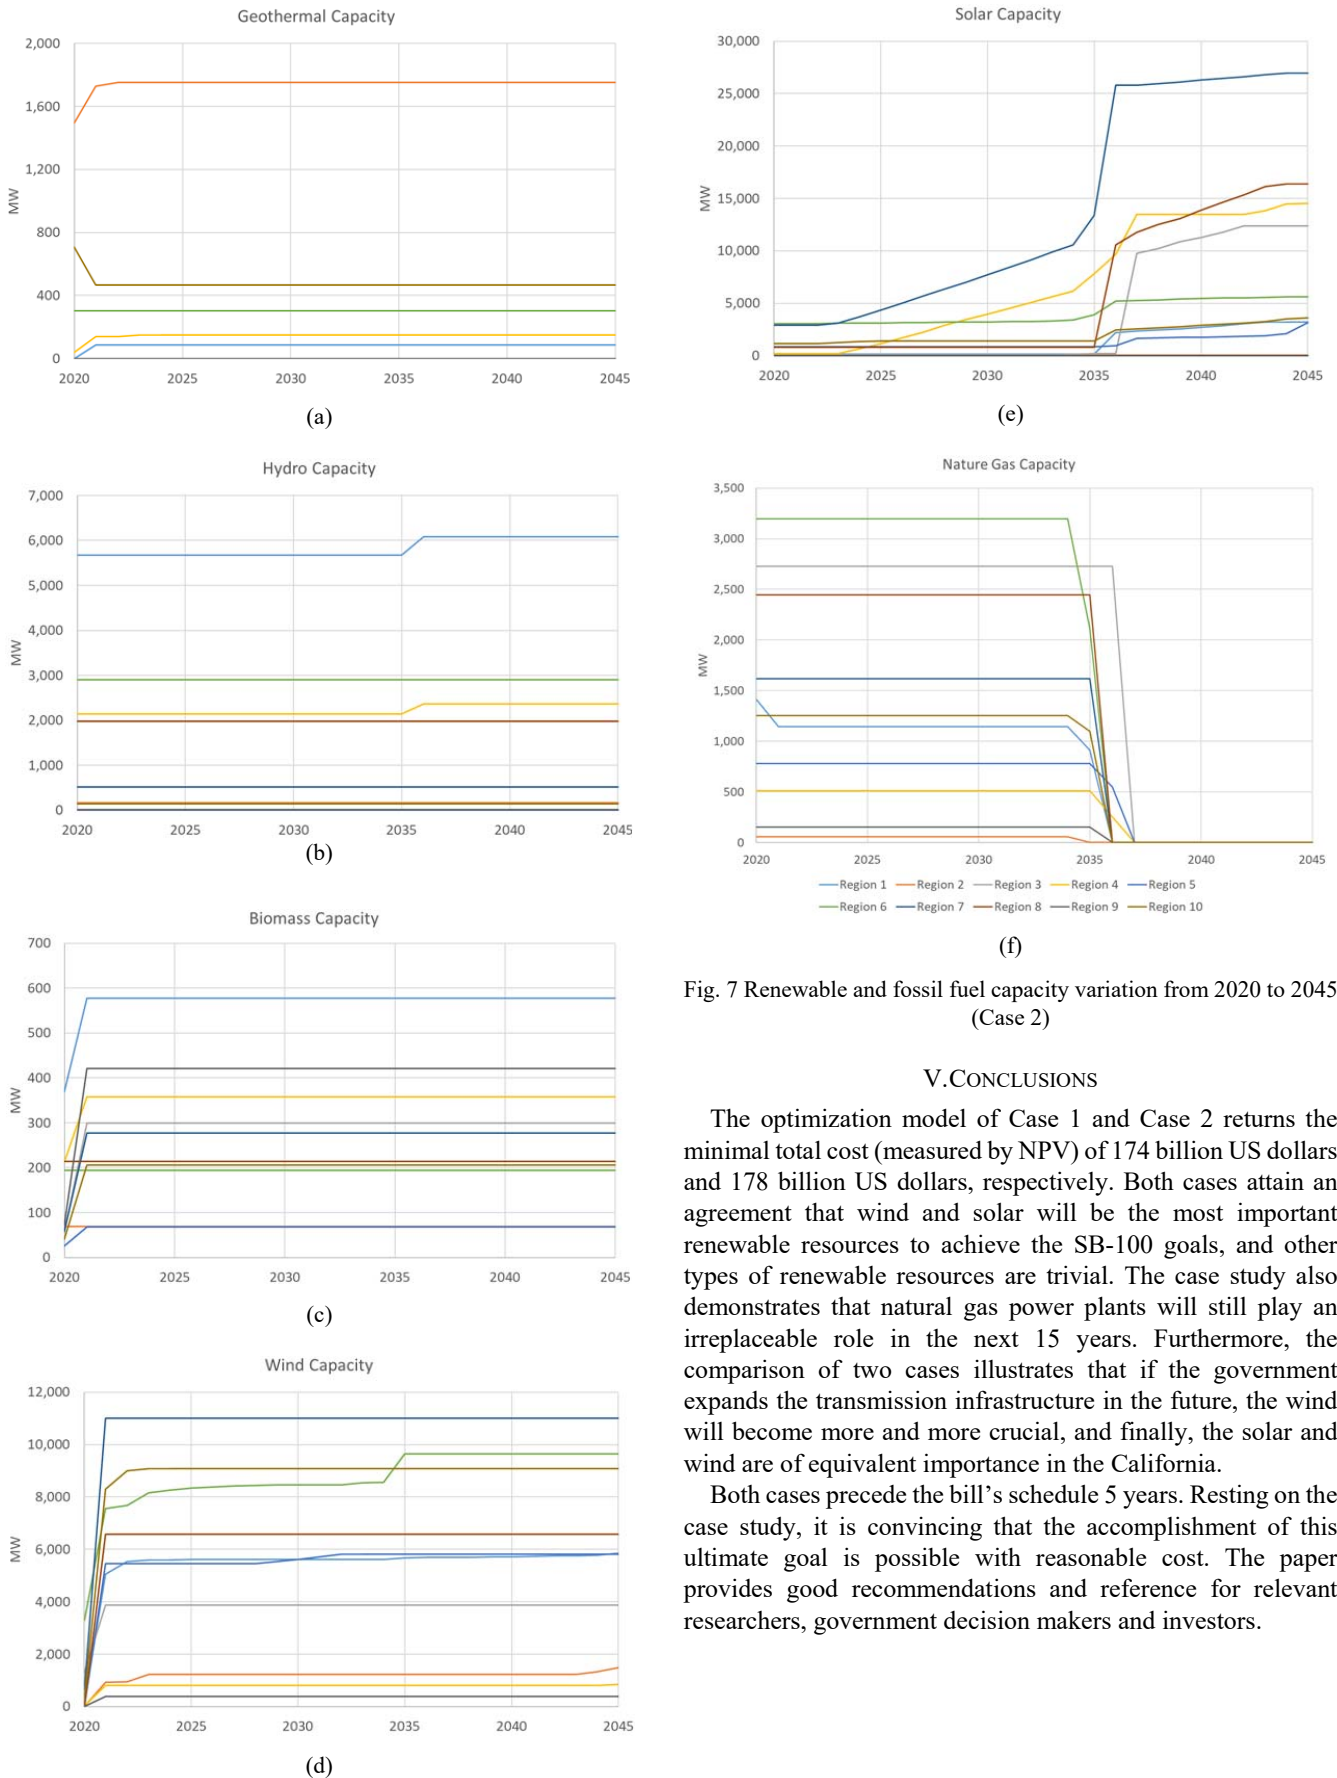 Geothermal Capacity
2,000
1,600
1,200
800
400
0
MW
2020 2025 2030 2035 2040 2045
(a)
Hydro Capacity
7,000
6,000
5,000
4,000
3,000
2,000
1,000
0
MW
2020 2025 2030 2035 2040 2045
(b)
Biomass Capacity
700
600
500
400
300
200
100
0
MW
2020 2025 2030 2035 2040 2045
(c)
Wind Capacity
12,000
10,000
8,000
6,000
4,000
2,000
0
MW
2020 2025 2030 2035 2040 2045
(d)
Solar Capacity
30,000
25,000
20,000
15,000
10,000
5,000
0
MW
2020 2025 2030 2035 2040 2045
(e)
Nature Gas Capacity
3,500
3,000
2,500
2,000
1,500
1,000
500
0
MW
2020 2025 2030 2035 2040 2045
Region 1 Region 2 Region 3 Region 4 Region 5
Region 6 Region 7 Region 8 Region 9 Region 10
(f)
Fig. 7 Renewable and fossil fuel capacity variation from 2020 to 2045
(Case 2)
V.CONCLUSIONS
The optimization model of Case 1 and Case 2 returns the
minimal total cost (measured by NPV) of 174 billion US dollars
and 178 billion US dollars, respectively. Both cases attain an
agreement that wind and solar will be the most important
renewable resources to achieve the SB-100 goals, and other
types of renewable resources are trivial. The case study also
demonstrates that natural gas power plants will still play an
irreplaceable role in the next 15 years. Furthermore, the
comparison of two cases illustrates that if the government
expands the transmission infrastructure in the future, the wind
will become more and more crucial, and finally, the solar and
wind are of equivalent importance in the California.
Both cases precede the bill's schedule 5 years. Resting on the
case study, it is convincing that the accomplishment of this
ultimate goal is possible with reasonable cost. The paper
provides good recommendations and reference for relevant
researchers, government decision makers and investors.